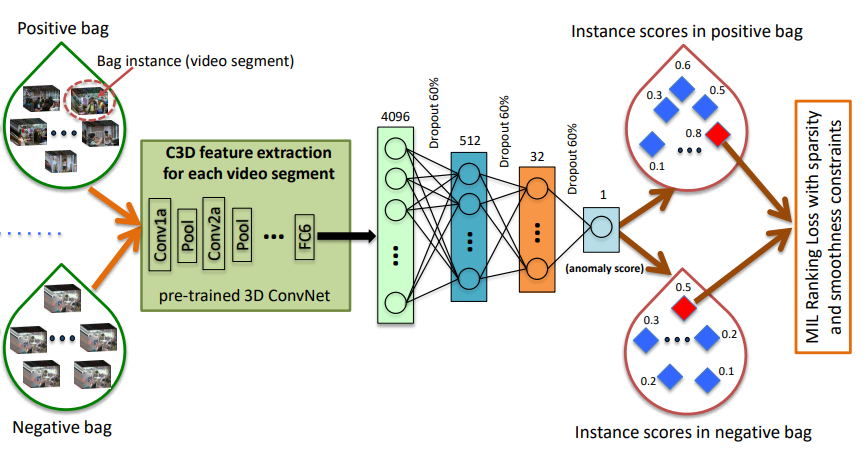 Positive bag
Bag instance (video segment)
C3D feature extraction
for each video segment
Conv1a
Pool
Conv2a
Pool
FC6
pre-trained 3D ConvNet
Negative bag
4096
Dropout 60%
512
Dropout 60%
32
Dropout 60%
1
(anomaly score)
Instance scores in positive bag
0.6
0.3
0.5
0.8
0.1
0.5
0.3
0.2
0.2
0.1
Instance scores in negative bag
MIL Ranking Loss with sparsity
and smoothness constraints